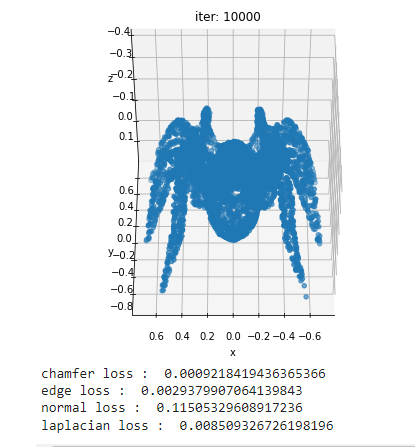 iter: 10000
−0.4
−0.3
z
−0.2
−0.1
0.0
0.1
0.6
0.4
0.2
0.0
y
−0.2
−0.4
−0.6
−0.8
0.6 0.4 0.2 0.0 −0.2 −0.4 −0.6
x
chamfer loss :  0.0009218419436365366
edge loss :  0.0029379907064139843
normal loss :  0.11505329608917236
laplacian loss :  0.008509326726198196